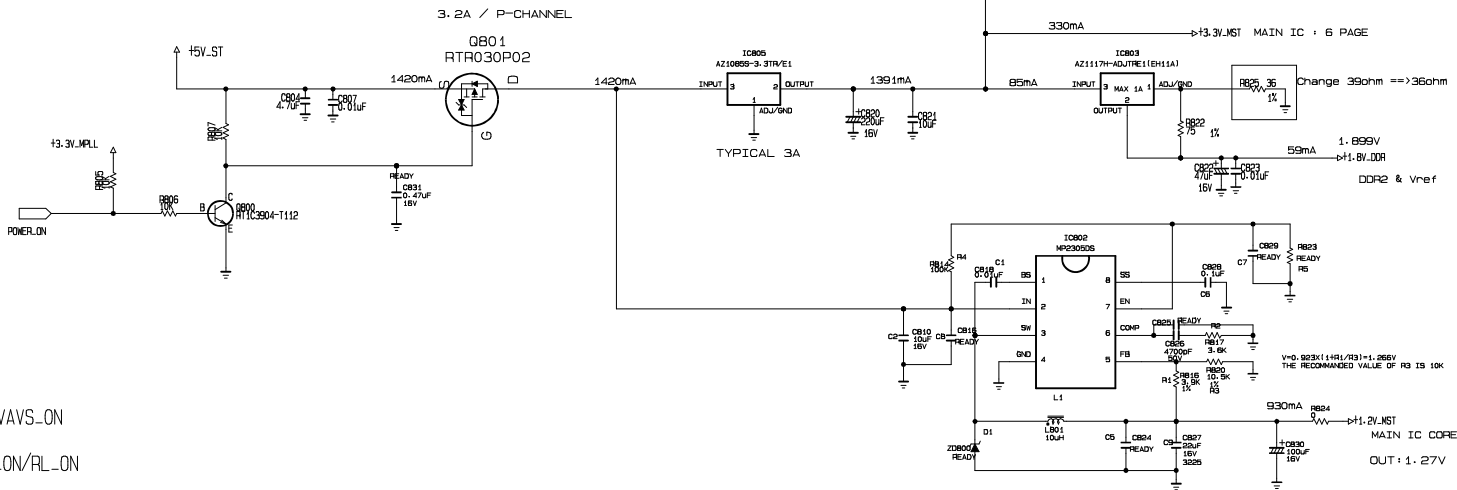 3.2A / P-CHANNEL
Q801
RTR030P02
+5V_ST
1420mA
S
D
G
1420mA
C804
4.7uF
C807
0.01uF
R807
10K
+3.3V_MPLL
R805
10K
R806
10K
POWER_ON
B
C
E
Q800
RT1C3904-T112
READY
C831
0.47uF
16V
IC805
AZ1085S-3.3TR/E1
INPUT
3
2
OUTPUT
1
ADJ/GND
TYPICAL 3A
1391mA
C820
220uF
16V
C821
10uF
330mA
+3.3V_MST
MAIN IC : 6 PAGE
85mA
IC803
AZ1117H-ADJTRE1(EH11A)
INPUT
3
MAX 1A
1
ADJ/GND
2
OUTPUT
R825
36
1%
Change 39ohm ==>36ohm
R822
75
1%
59mA
1.899V
+1.8V_DDR
DDR2 & Vref
C822
47uF
16V
C823
0.01uF
IC802
MP2305DS
R4
R814
100K
C1
C818
0.01uF
BS
1
IN
2
SW
3
GND
4
8
SS
7
EN
6
COMP
5
FB
C828
0.1uF
C6
C829
READY
C7
R823
READY
R5
C2
C810
10uF
16V
C8
C816
READY
C825
READY
C826
4700pF
50V
R2
R817
3.6K
R1
R816
3.9K
1%
R820
10.5K
1%
R3
V=0.923X(1+R1/R3)=1.266V
THE RECOMMANDED VALUE OF R3 IS 10K
L1
L801
10uH
D1
ZD800
READY
C5
C824
READY
C9
C827
22uF
16V
3225
930mA
R824
0
+1.2V_MST
MAIN IC CORE
OUT:1.27V
C830
100uF
16V
VAVS_ON
_ON/RL_ON